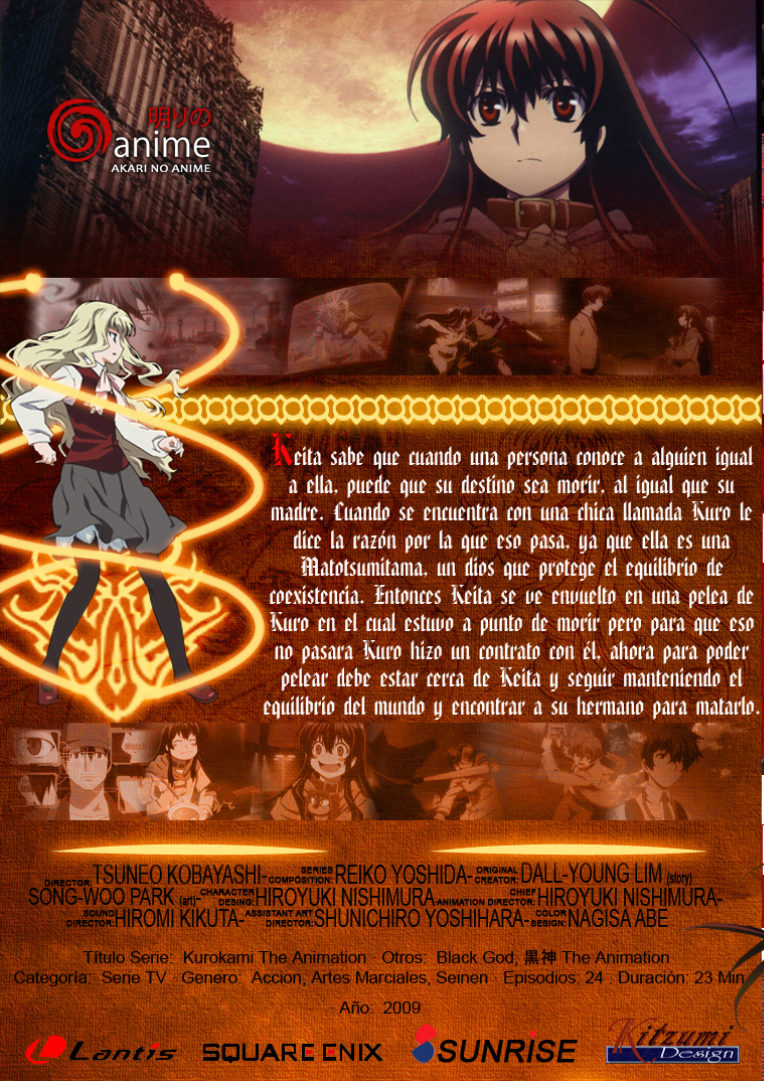 明りの
anime
AKARI NO ANIME
Keita sabe que cuando una persona conoce a alguien igual
a ella, puede que su destino sea morir, al igual que su
madre. Cuando se encuentra con una chica llamada Kuro le
dice la razón por la que eso pasa, ya que ella es una
Matotsumitama, un dios que protege el equilibrio de
coexistencia. Entonces Keita se ve envuelto en una pelea de
Kuro en el cual estuvo a punto de morir pero para que eso
no pasara Kuro hizo un contrato con él, ahora para poder
pelear debe estar cerca de Keita y seguir manteniendo el
equilibrio del mundo y encontrar a su hermano para matarlo.
DIRECTOR: TSUNEO KOBAYASHI- SERIES COMPOSITION: REIKO YOSHIDA- ORIGINAL CREATOR: DALL-YOUNG LIM (story)
SONG-WOO PARK (art)- CHARACTER DESING: HIROYUKI NISHIMURA- CHIEF ANIMATION DIRECTOR: HIROYUKI NISHIMURA-
SOUND DIRECTOR: HIROMI KIKUTA- ASSISTANT ART DIRECTOR: SHUNICHIRO YOSHIHARA- COLOR SESIGN: NAGISA ABE
Título Serie: Kurokami The Animation · Otros: Black God, 黒神 The Animation
Categoría: Serie TV · Genero: Accion, Artes Marciales, Seinen · Episodios: 24 . Duración: 23 Min
· Año: 2009
Lantis SQUARE ENIX SUNRISE Kitzumi Design